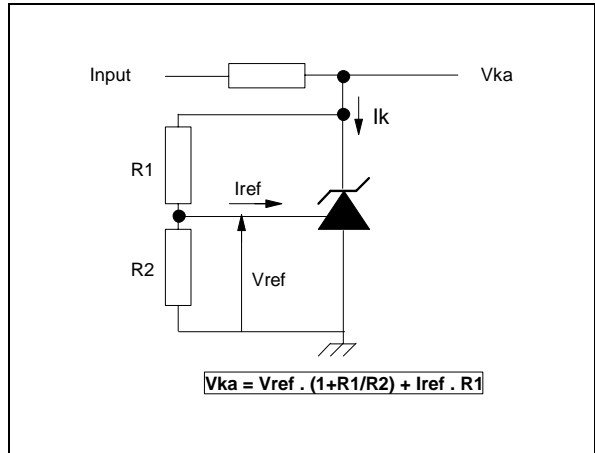 Input Vka
Ik
R1
Iref
R2
Vref
Vka = Vref . (1+R1/R2) + Iref . R1